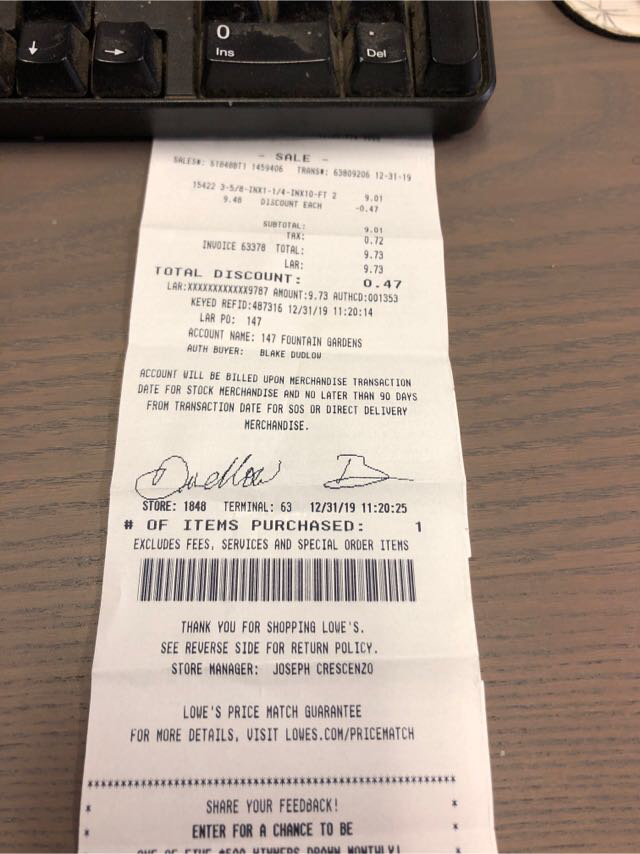 ↓
→
0
Ins
.
Del
- SALE -
SALES#: S1848BT1 1459406 TRANS#: 63809206 12-31-19
15422 3-5/8-INX1-1/4-INX10-FT 2 9.01
9.48 DISCOUNT EACH -0.47
SUBTOTAL: 9.01
TAX: 0.72
INVOICE 63378 TOTAL: 9.73
LAR: 9.73
TOTAL DISCOUNT: 0.47
LAR:XXXXXXXXXXXX9787 AMOUNT:9.73 AUTHCD:001353
KEYED REFID:487316 12/31/19 11:20:14
LAR PO: 147
ACCOUNT NAME: 147 FOUNTAIN GARDENS
AUTH BUYER: BLAKE DUDLOW
ACCOUNT WILL BE BILLED UPON MERCHANDISE TRANSACTION
DATE FOR STOCK MERCHANDISE AND NO LATER THAN 90 DAYS
FROM TRANSACTION DATE FOR SOS OR DIRECT DELIVERY
MERCHANDISE.
Dudlow B
STORE: 1848 TERMINAL: 63 12/31/19 11:20:25
# OF ITEMS PURCHASED: 1
EXCLUDES FEES, SERVICES AND SPECIAL ORDER ITEMS
THANK YOU FOR SHOPPING LOWE'S.
SEE REVERSE SIDE FOR RETURN POLICY.
STORE MANAGER: JOSEPH CRESCENZO
LOWE'S PRICE MATCH GUARANTEE
FOR MORE DETAILS, VISIT LOWES.COM/PRICEMATCH
****************************************************
* SHARE YOUR FEEDBACK! *
* ENTER FOR A CHANCE TO BE *
ONE OF FIVE $500 WINNERS DRAWN MONTHLY!